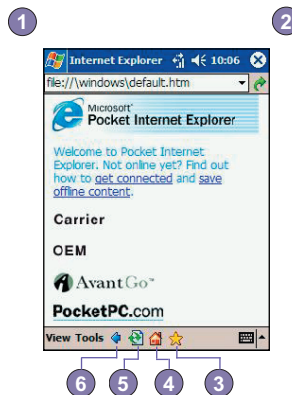 1
2
Internet Explorer 10:06
file://\windows\default.htm
Microsoft®
Pocket Internet Explorer
Welcome to Pocket Internet
Explorer. Not online yet? Find out
how to get connected and save
offline content.
Carrier
OEM
AvantGo™
PocketPC.com
View Tools
6 5 4 3